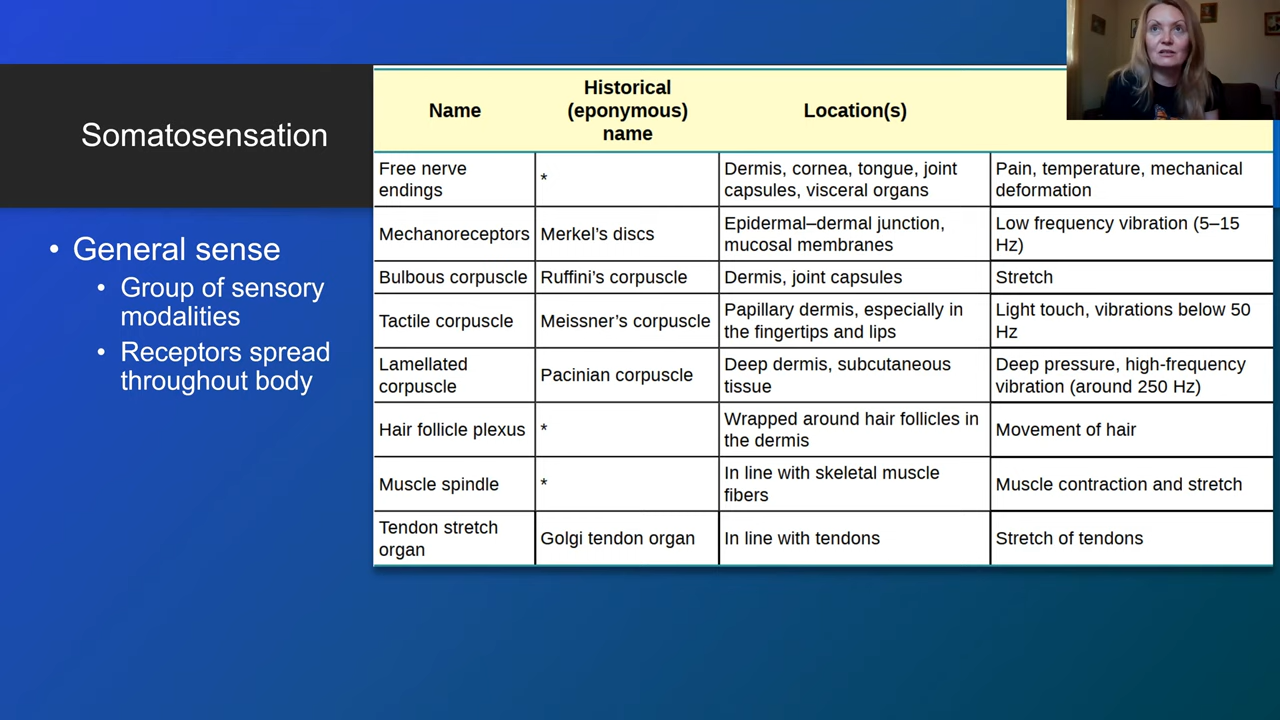 Somatosensation
• General sense
• Group of sensory
modalities
• Receptors spread
throughout body
Name
Historical
(eponymous)
name
Location(s)
Free nerve
endings
*
Dermis, cornea, tongue, joint
capsules, visceral organs
Pain, temperature, mechanical
deformation
Mechanoreceptors
Merkel’s discs
Epidermal–dermal junction,
mucosal membranes
Low frequency vibration (5–15
Hz)
Bulbous corpuscle
Ruffini’s corpuscle
Dermis, joint capsules
Stretch
Tactile corpuscle
Meissner’s corpuscle
Papillary dermis, especially in
the fingertips and lips
Light touch, vibrations below 50
Hz
Lamellated
corpuscle
Pacinian corpuscle
Deep dermis, subcutaneous
tissue
Deep pressure, high-frequency
vibration (around 250 Hz)
Hair follicle plexus
*
Wrapped around hair follicles in
the dermis
Movement of hair
Muscle spindle
*
In line with skeletal muscle
fibers
Muscle contraction and stretch
Tendon stretch
organ
Golgi tendon organ
In line with tendons
Stretch of tendons